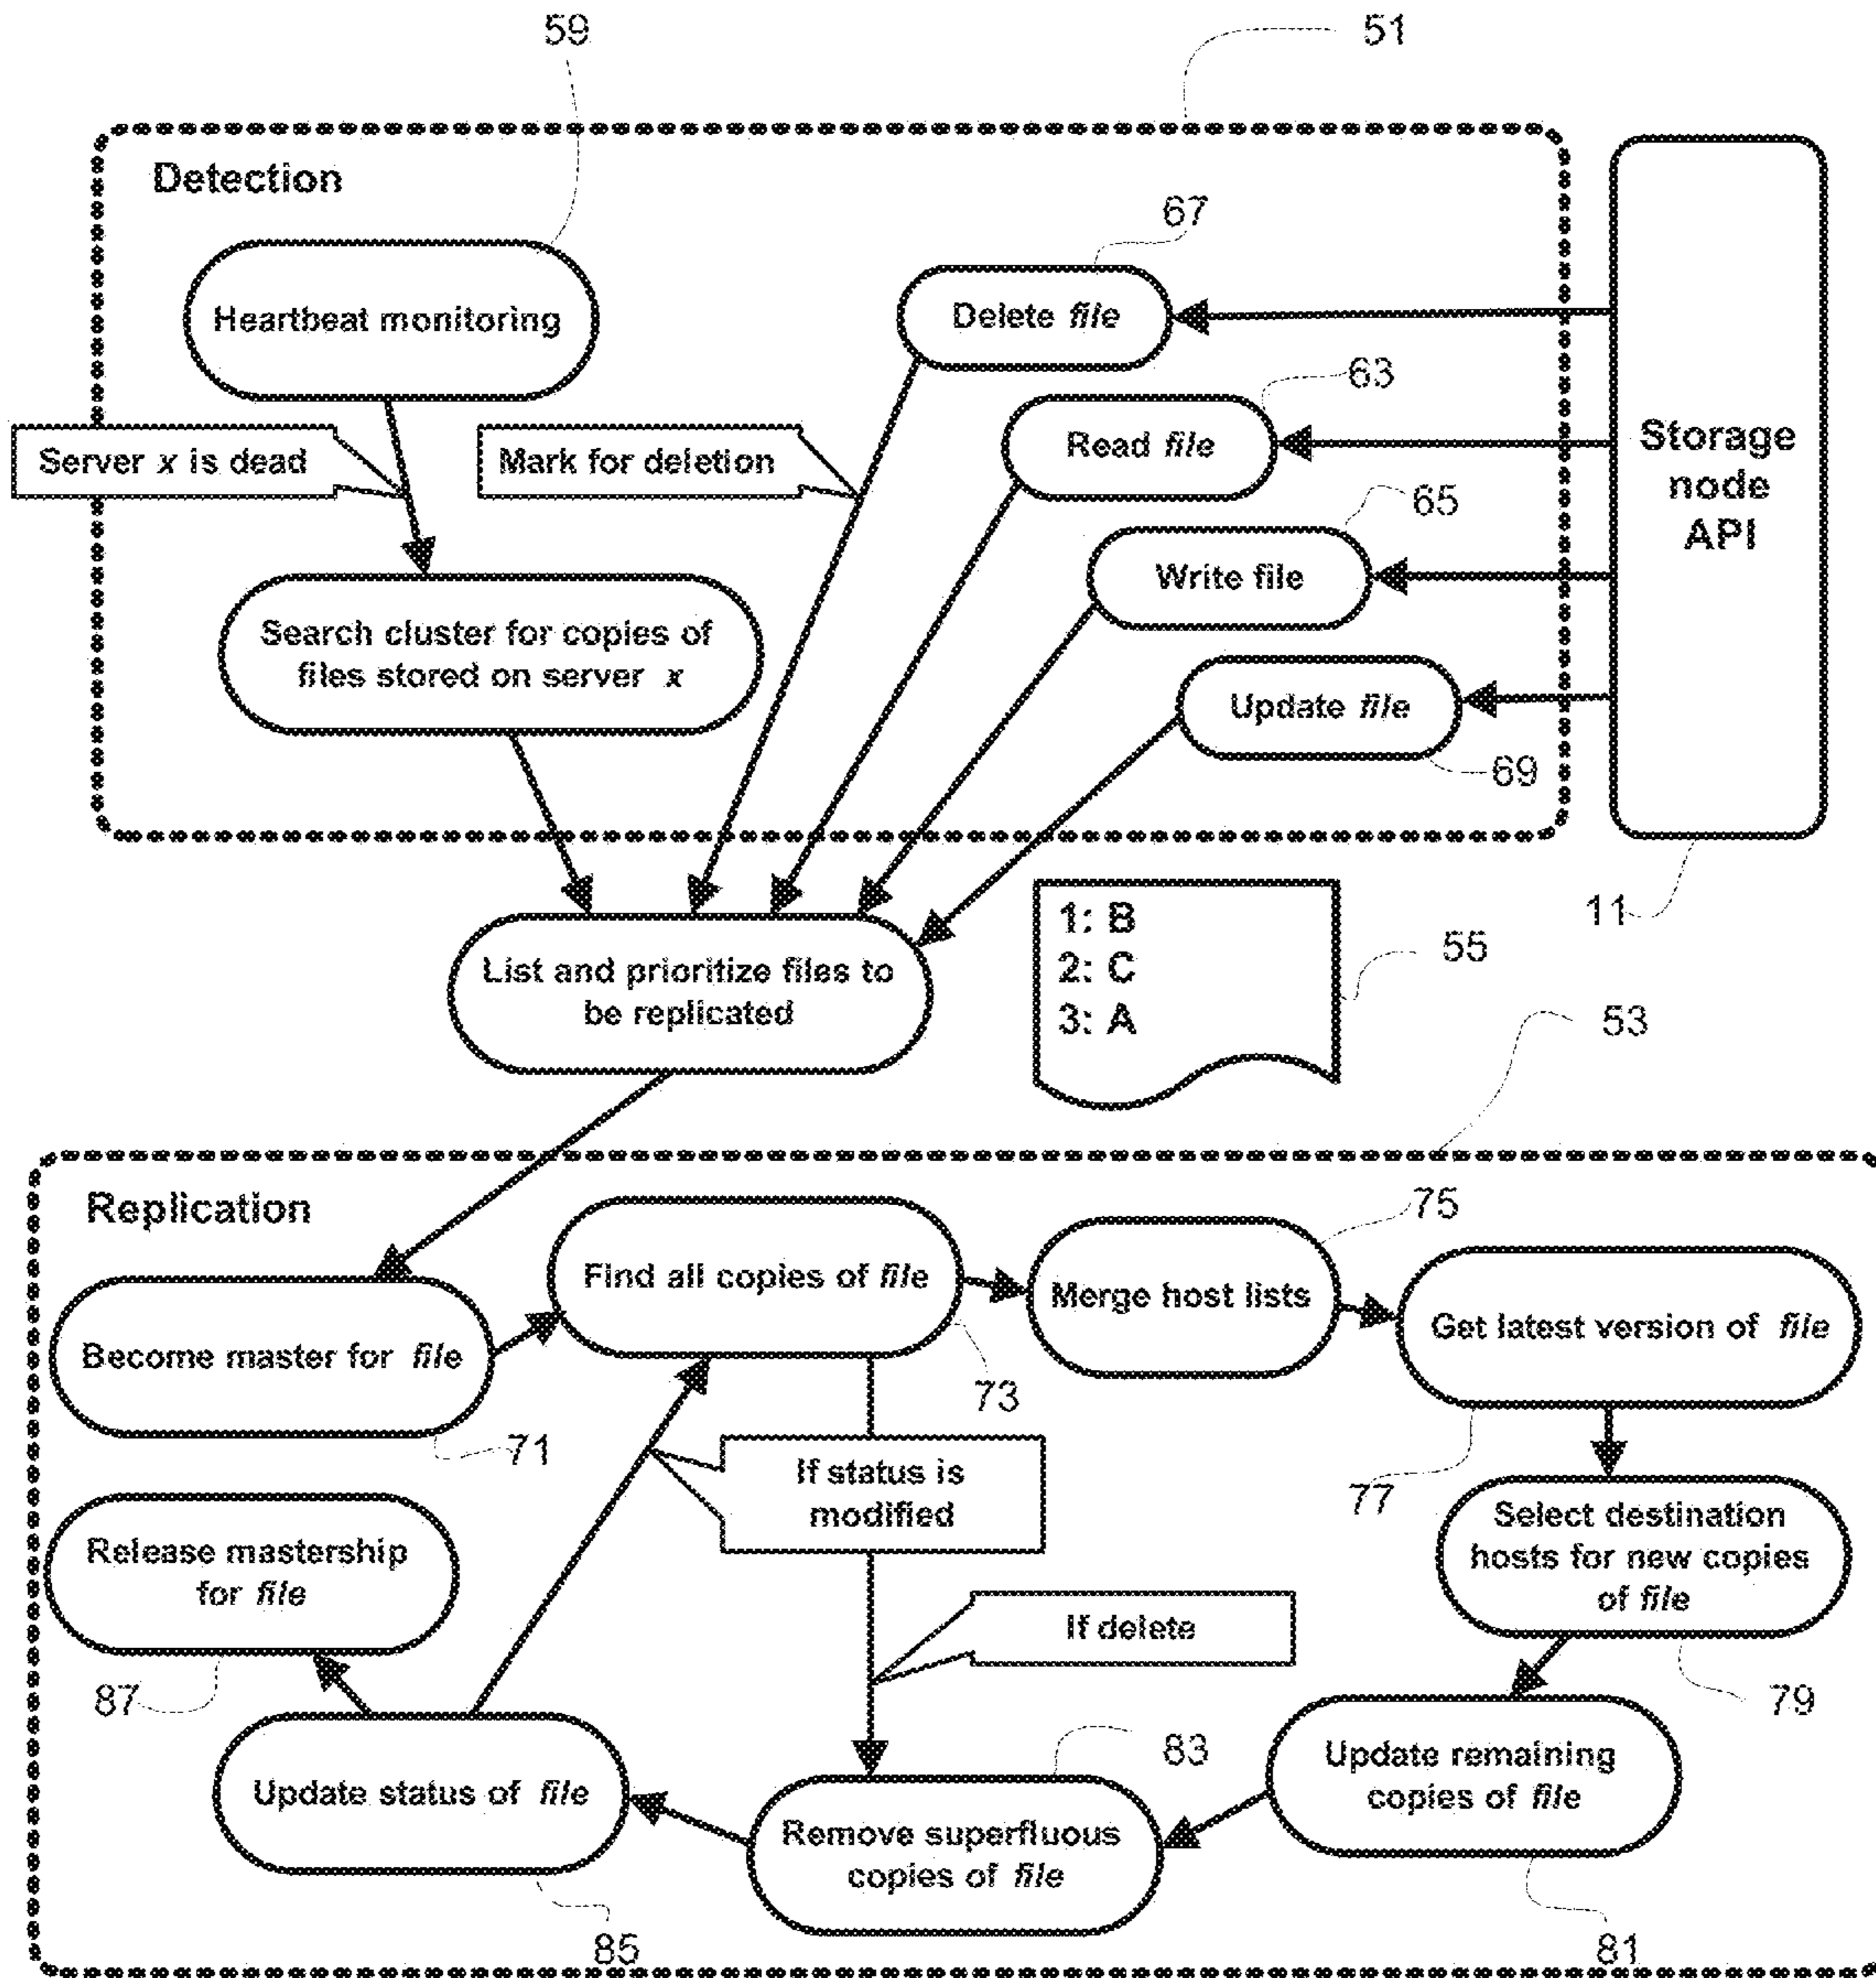 59
51
Detection
67
Heartbeat monitoring
Delete file
63
Read file
Storage
node
API
Server x is dead
Mark for deletion
65
Write file
Search cluster for copies of
files stored on server x
Update file
69
11
1: B
2: C
3: A
55
List and prioritize files to
be replicated
53
Replication
75
Find all copies of file
Merge host lists
Get latest version of file
Become master for file
73
71
If status is
modified
77
Select destination
hosts for new copies
of file
Release mastership
for file
If delete
87
79
83
Update remaining
copies of file
Update status of file
Remove superfluous
copies of file
85
81